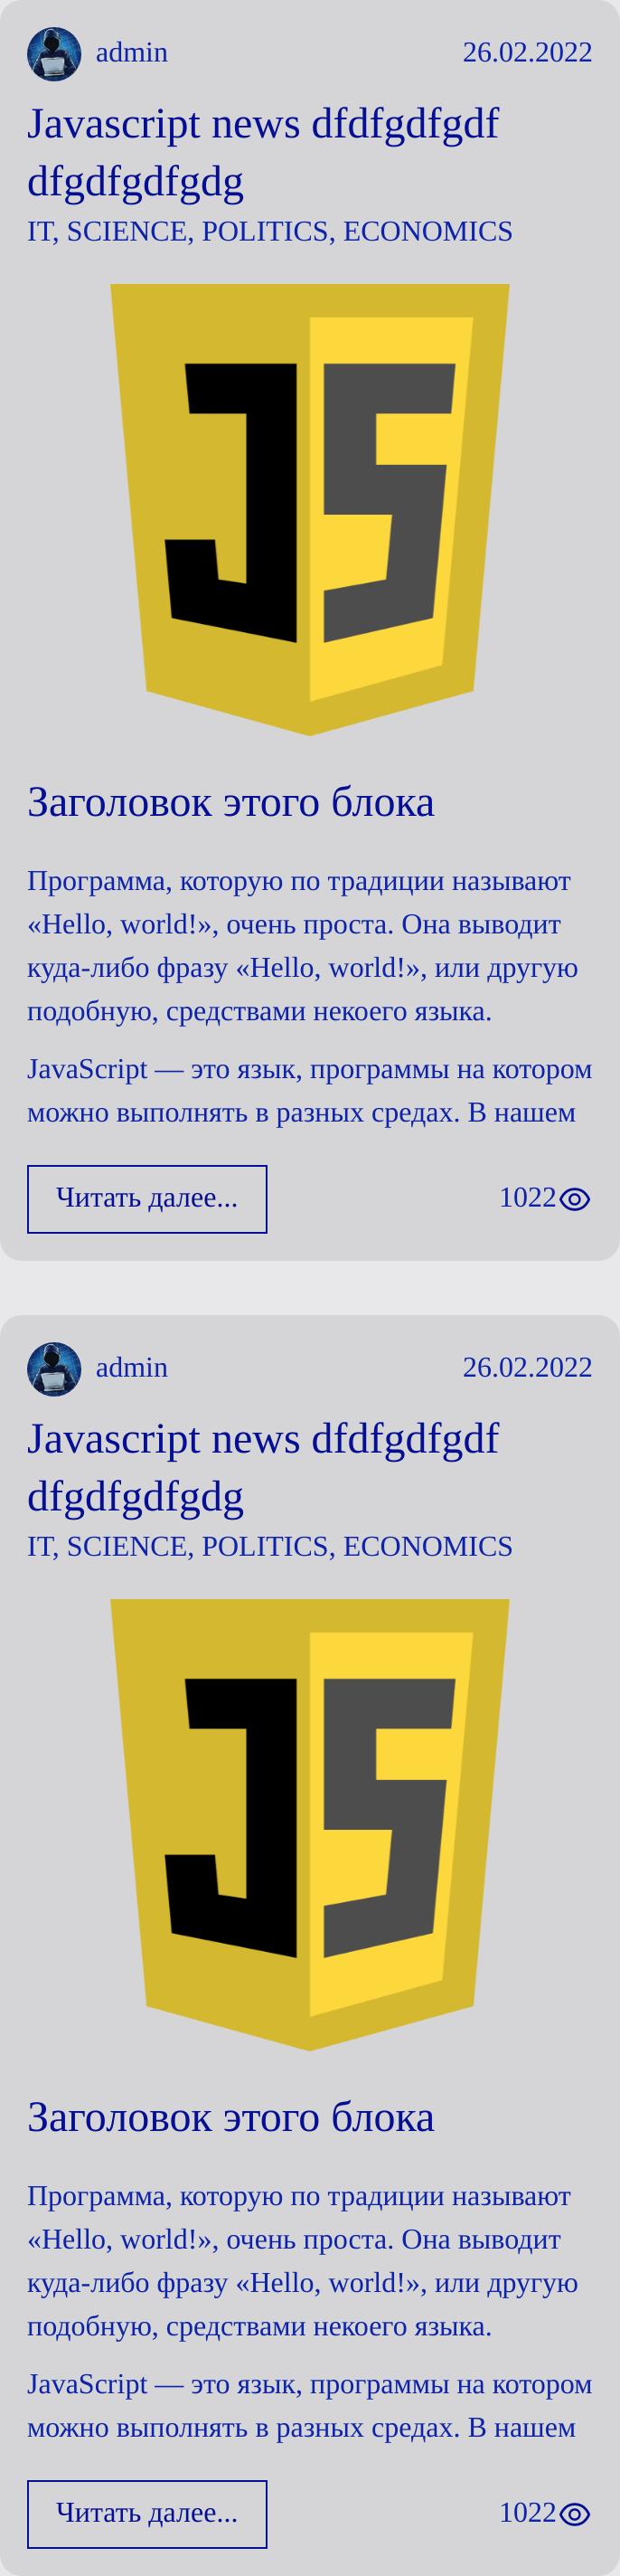 admin 26.02.2022
Javascript news dfdfgdfgdf
dfgdfgdfgdg
IT, SCIENCE, POLITICS, ECONOMICS
JS
Заголовок этого блока
Программа, которую по традиции называют
«Hello, world!», очень проста. Она выводит
куда-либо фразу «Hello, world!», или другую
подобную, средствами некоего языка.
JavaScript — это язык, программы на котором
можно выполнять в разных средах. В нашем
Читать далее... 1022
admin 26.02.2022
Javascript news dfdfgdfgdf
dfgdfgdfgdg
IT, SCIENCE, POLITICS, ECONOMICS
JS
Заголовок этого блока
Программа, которую по традиции называют
«Hello, world!», очень проста. Она выводит
куда-либо фразу «Hello, world!», или другую
подобную, средствами некоего языка.
JavaScript — это язык, программы на котором
можно выполнять в разных средах. В нашем
Читать далее... 1022